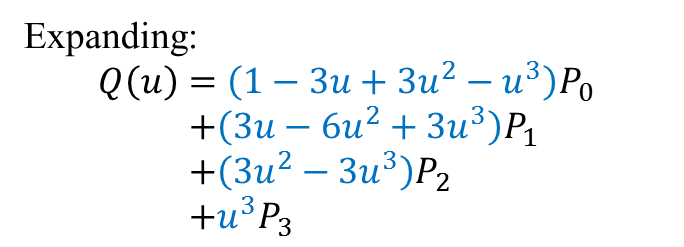 Expanding:
Q(u) = (1 − 3u + 3u² − u³)P₀
+(3u − 6u² + 3u³)P₁
+(3u² − 3u³)P₂
+u³P₃